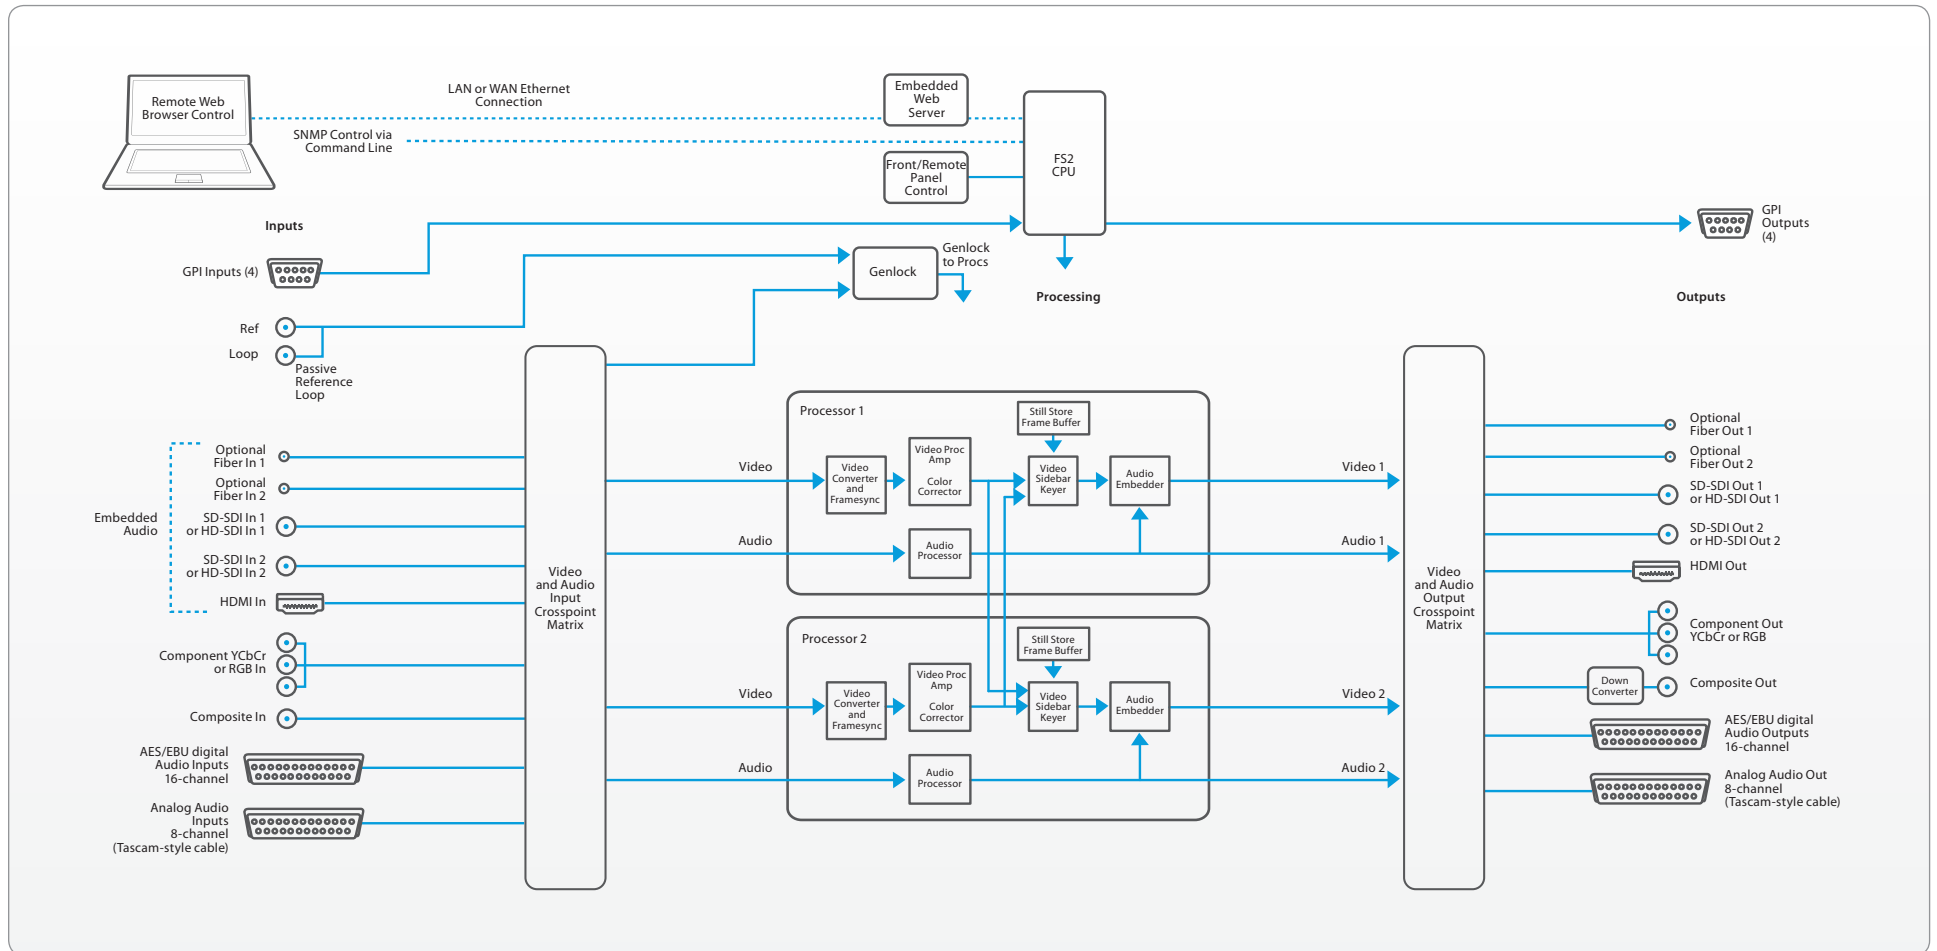 Remote Web
Browser Control
LAN or WAN Ethernet
Connection
SNMP Control via
Command Line
Embedded
Web
Server
Front/Remote
Panel
Control
FS2
CPU
Inputs
GPI Inputs (4)
Genlock
Genlock
to Procs
Processing
GPI
Outputs
(4)
Outputs
Ref
Loop
Passive
Reference
Loop
Embedded
Audio
Optional
Fiber In 1
Optional
Fiber In 2
SD-SDI In 1
or HD-SDI In 1
SD-SDI In 2
or HD-SDI In 2
HDMI In
Component YCbCr
or RGB In
Composite In
AES/EBU digital
Audio Inputs
16-channel
Analog Audio
Inputs
8-channel
(Tascam-style cable)
Video
and Audio
Input
Crosspoint
Matrix
Video
Audio
Processor 1
Video
Converter
and
Framesync
Video Proc
Amp
Color
Corrector
Still Store
Frame Buffer
Video
Sidebar
Keyer
Audio
Embedder
Audio
Processor
Video 1
Audio 1
Video
Audio
Processor 2
Video
Converter
and
Framesync
Video Proc
Amp
Color
Corrector
Still Store
Frame Buffer
Video
Sidebar
Keyer
Audio
Embedder
Audio
Processor
Video 2
Audio 2
Video
and Audio
Output
Crosspoint
Matrix
Optional
Fiber Out 1
Optional
Fiber Out 2
SD-SDI Out 1
or HD-SDI Out 1
SD-SDI Out 2
or HD-SDI Out 2
HDMI Out
Component Out
YCbCr or RGB
Down
Converter
Composite Out
AES/EBU digital
Audio Outputs
16-channel
Analog Audio Out
8-channel
(Tascam-style cable)